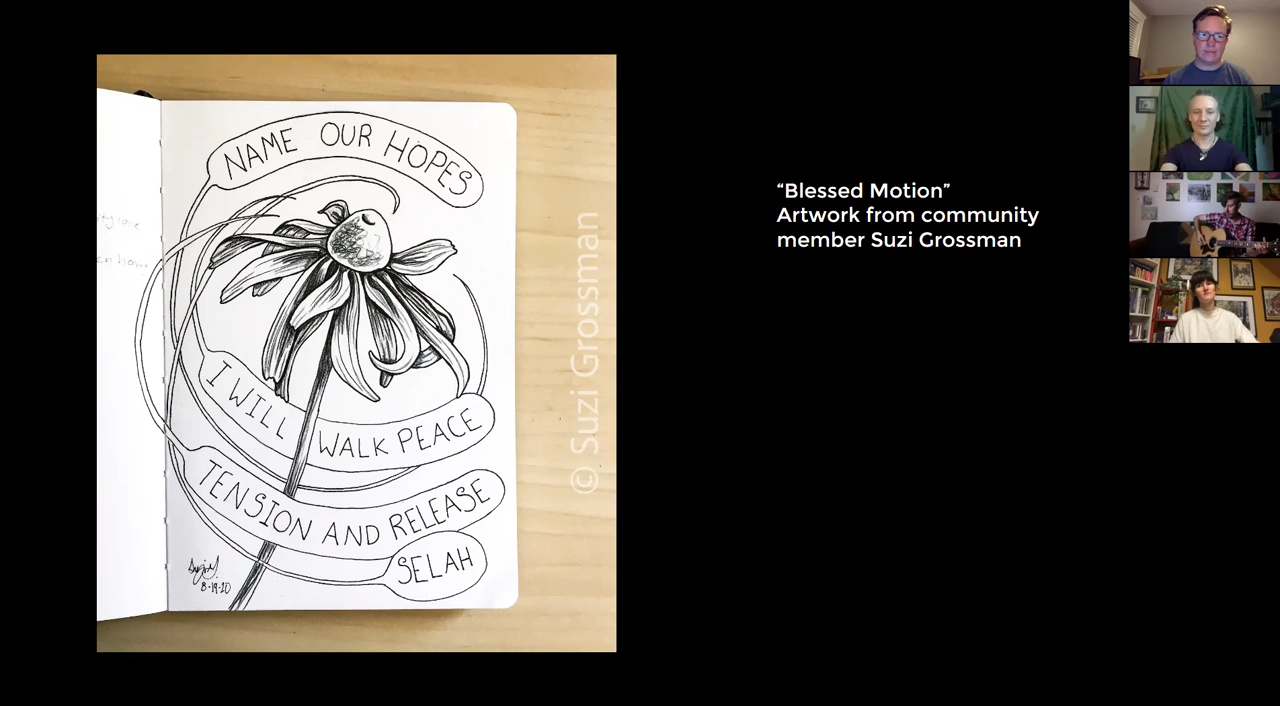 NAME OUR HOPES
I WILL WALK PEACE
TENSION AND RELEASE
SELAH
8-19-20
© Suzi Grossman
“Blessed Motion”
Artwork from community
member Suzi Grossman